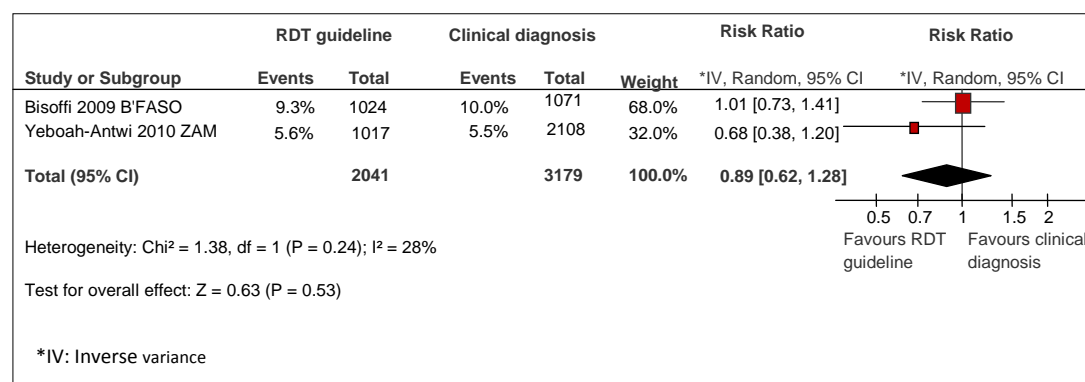 RDT guideline Clinical diagnosis Risk Ratio Risk Ratio
Study or Subgroup Events Total Events Total Weight *IV, Random, 95% CI *IV, Random, 95% CI
Bisoffi 2009 B'FASO 9.3% 1024 10.0% 1071 68.0% 1.01 [0.73, 1.41]
Yeboah-Antwi 2010 ZAM 5.6% 1017 5.5% 2108 32.0% 0.68 [0.38, 1.20]
Total (95% CI) 2041 3179 100.0% 0.89 [0.62, 1.28]
0.5 0.7 1 1.5 2
Heterogeneity: Chi² = 1.38, df = 1 (P = 0.24); I² = 28%
Favours RDT Favours clinical
guideline diagnosis
Test for overall effect: Z = 0.63 (P = 0.53)
*IV: Inverse variance